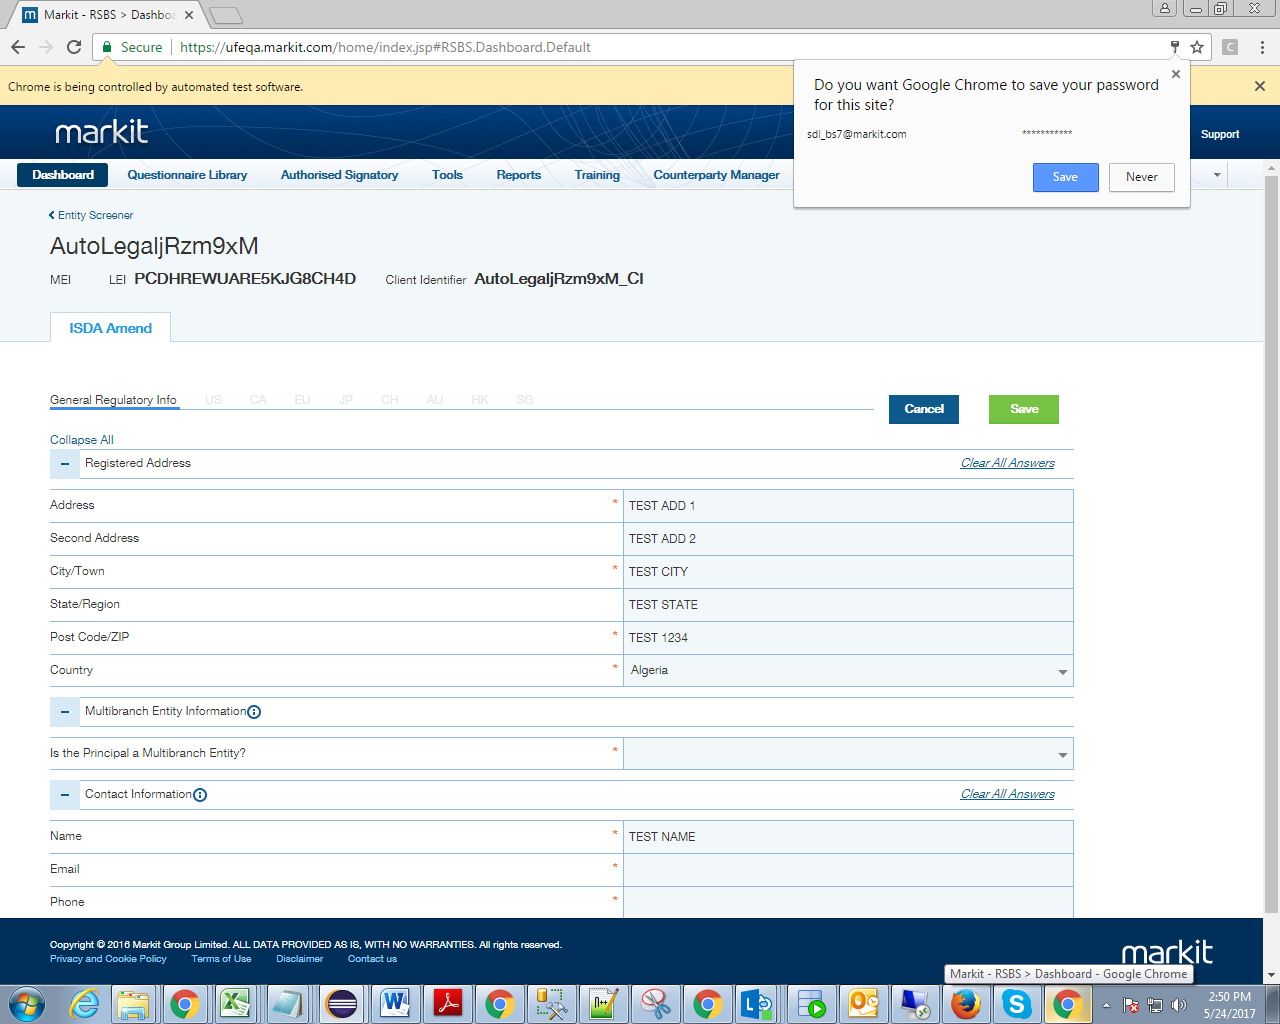 Markit - RSBS > Dashboa
Secure https://ufeqa.markit.com/home/index.jsp#RSBS.Dashboard.Default
Chrome is being controlled by automated test software.
Do you want Google Chrome to save your password
for this site?
sdl_bs7@markit.com ***********
Save Never
markit
Support
Dashboard Questionnaire Library Authorised Signatory Tools Reports Training Counterparty Manager
Entity Screener
AutoLegaljRzm9xM
MEI LEI PCDHREWUARE5KJG8CH4D Client Identifier AutoLegaljRzm9xM_CI
ISDA Amend
General Regulatory Info US CA EU JP CH AU HK SG
Cancel Save
Collapse All
Registered Address Clear All Answers
Address * TEST ADD 1
Second Address TEST ADD 2
City/Town * TEST CITY
State/Region TEST STATE
Post Code/ZIP * TEST 1234
Country * Algeria
Multibranch Entity Information
Is the Principal a Multibranch Entity? *
Contact Information Clear All Answers
Name * TEST NAME
Email *
Phone *
Copyright © 2016 Markit Group Limited. ALL DATA PROVIDED AS IS, WITH NO WARRANTIES. All rights reserved.
Privacy and Cookie Policy Terms of Use Disclaimer Contact us
markit
Markit - RSBS > Dashboard - Google Chrome
2:50 PM
5/24/2017